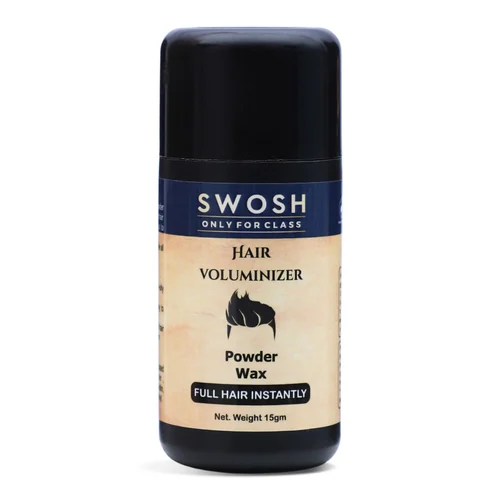 SWOSH
ONLY FOR CLASS
HAIR
VOLUMINIZER
Powder
Wax
FULL HAIR INSTANTLY
Net. Weight 15gm